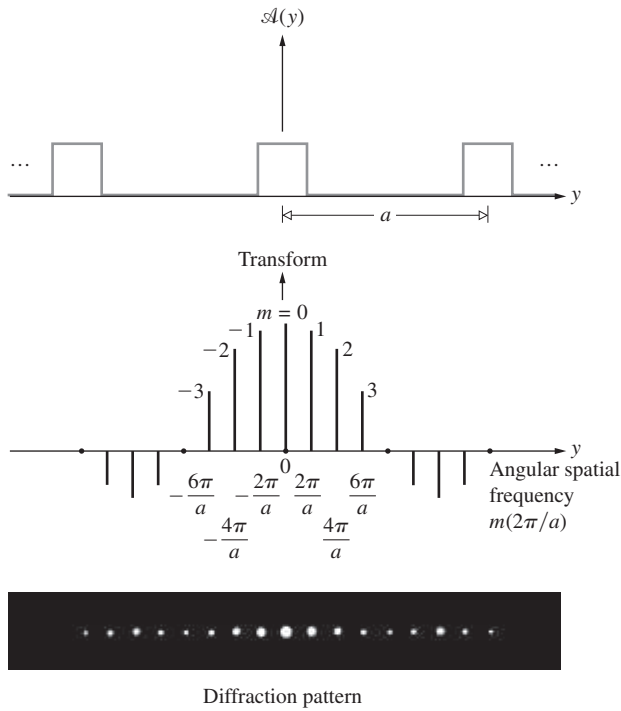 𝒜(y)
... ...
y
a
Transform
m = 0
−1 1
−2 2
−3 3
y
0
Angular spatial
frequency
m(2π/a)
−6π/a −2π/a 2π/a 6π/a
−4π/a 4π/a
Diffraction pattern